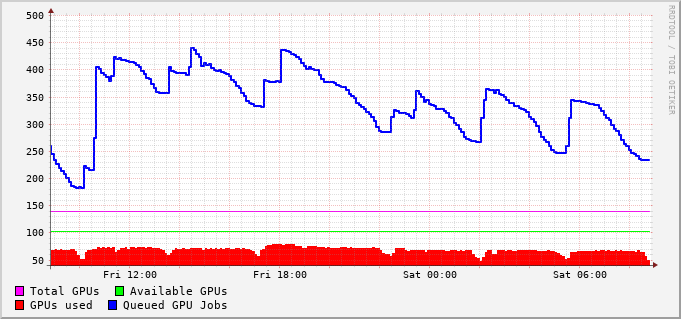 500
450
400
350
300
250
200
150
100
50
Fri 12:00 Fri 18:00 Sat 00:00 Sat 06:00
Total GPUs Available GPUs
GPUs used Queued GPU Jobs
RRDTOOL / TOBI OETIKER